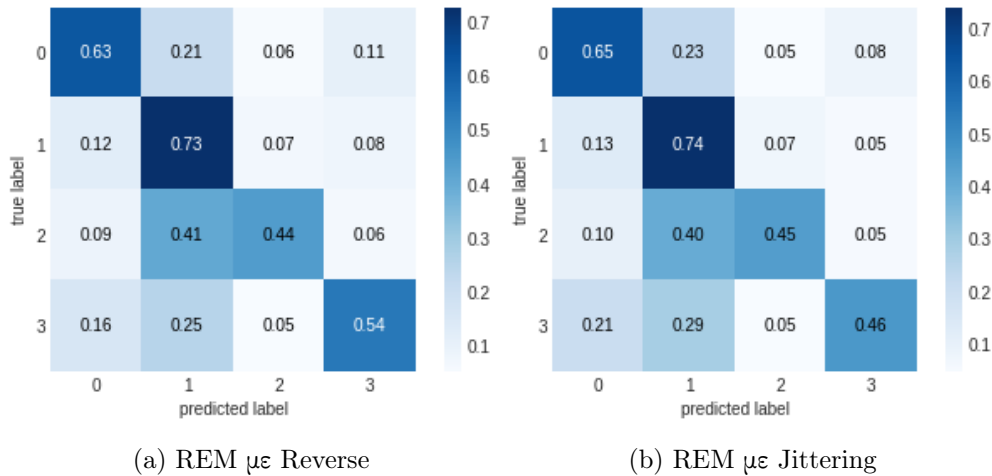 0 0.63 0.21 0.06 0.11
1 0.12 0.73 0.07 0.08
2 0.09 0.41 0.44 0.06
3 0.16 0.25 0.05 0.54
0 1 2 3
true label
predicted label
0.7
0.6
0.5
0.4
0.3
0.2
0.1
(a) REM με Reverse
0 0.65 0.23 0.05 0.08
1 0.13 0.74 0.07 0.05
2 0.10 0.40 0.45 0.05
3 0.21 0.29 0.05 0.46
0 1 2 3
true label
predicted label
0.7
0.6
0.5
0.4
0.3
0.2
0.1
(b) REM με Jittering